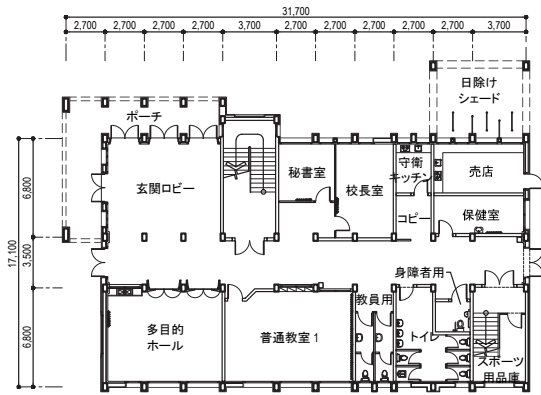 31,700
2,700 2,700 2,700 2,700 3,700 2,700 2,700 2,700 2,700 2,700 3,700
日除け
シェード
ポーチ
6,800
3,500
6,800
17,100
玄関ロビー
秘書室
校長室
守衛
キッチン
売店
コピー
保健室
身障者用
教員用
多目的
ホール
普通教室 1
トイレ
スポーツ
用品庫